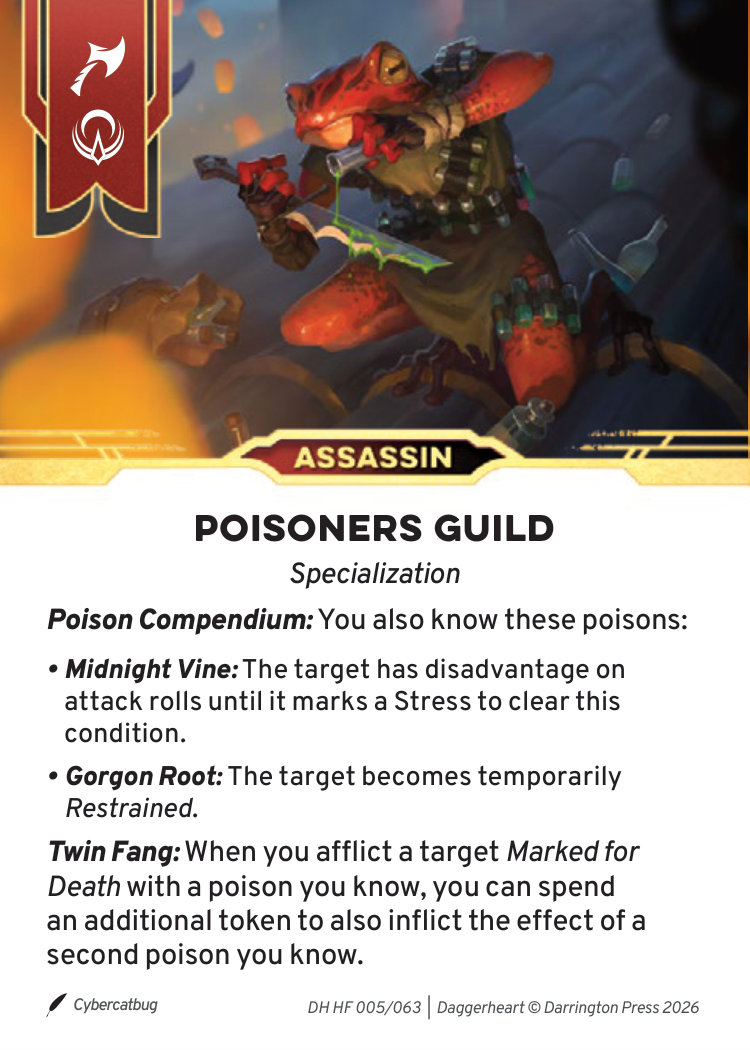 ASSASSIN
POISONERS GUILD
Specialization
Poison Compendium: You also know these poisons:
• Midnight Vine: The target has disadvantage on
attack rolls until it marks a Stress to clear this
condition.
• Gorgon Root: The target becomes temporarily
Restrained.
Twin Fang: When you afflict a target Marked for
Death with a poison you know, you can spend
an additional token to also inflict the effect of a
second poison you know.
Cybercatbug DH HF 005/063 | Daggerheart © Darrington Press 2026